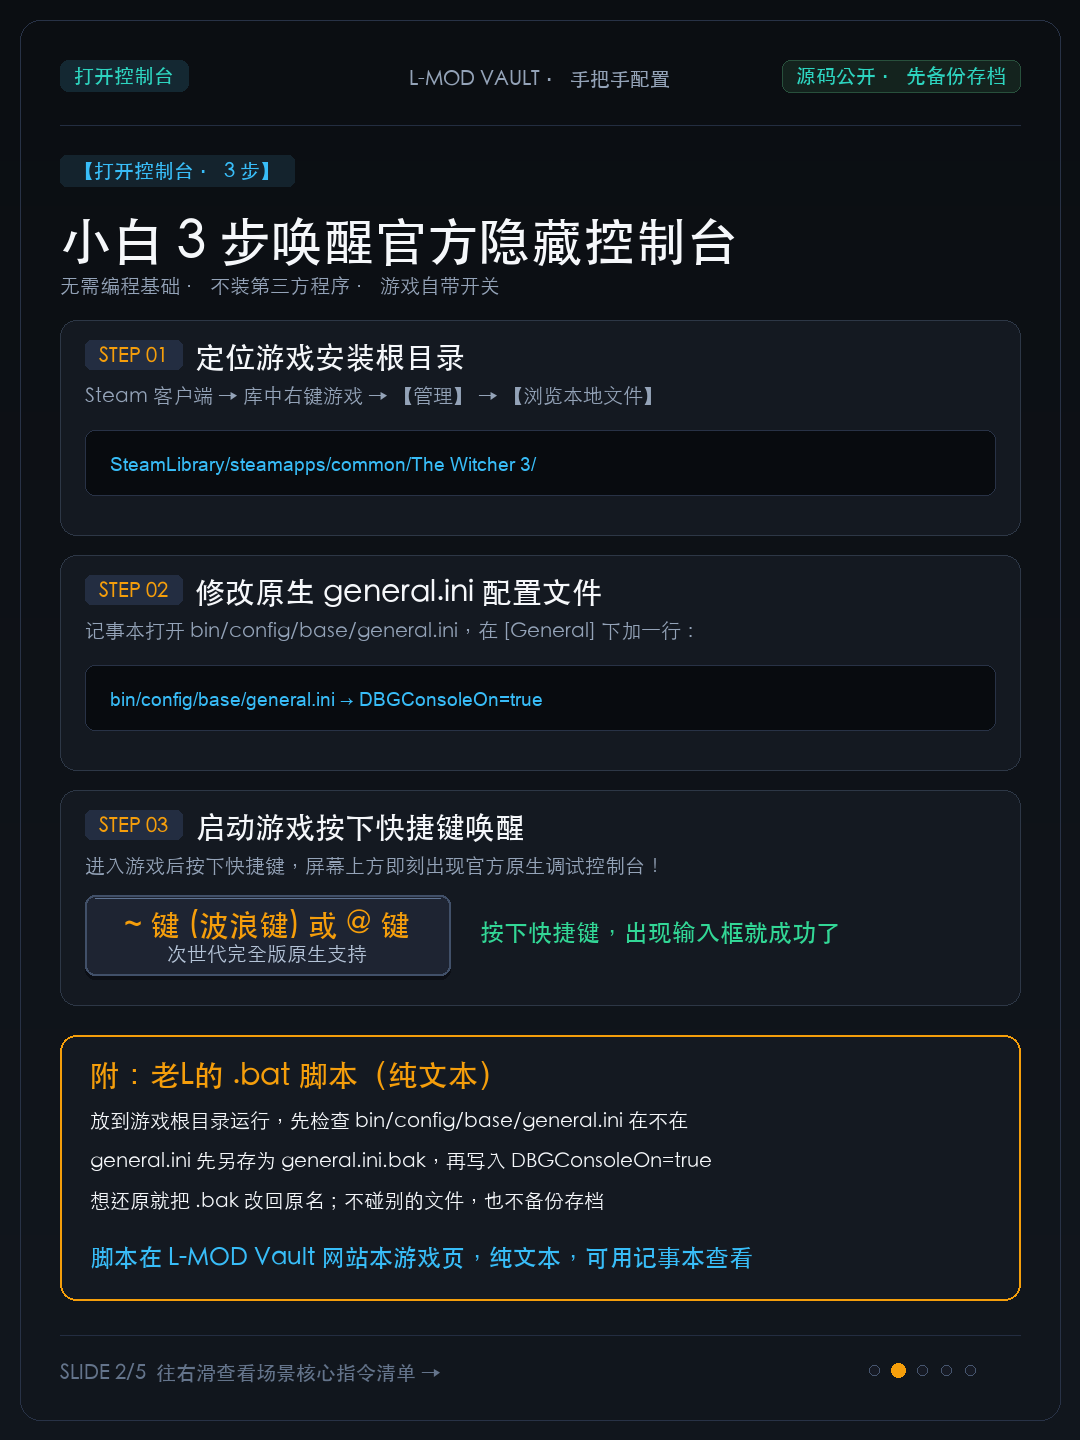 打开控制台
L-MOD VAULT · 手把手配置
源码公开 · 先备份存档
【打开控制台 · 3 步】
小白 3 步唤醒官方隐藏控制台
无需编程基础 · 不装第三方程序 · 游戏自带开关
STEP 01 定位游戏安装根目录
Steam 客户端 → 库中右键游戏 → 【管理】 → 【浏览本地文件】
SteamLibrary/steamapps/common/The Witcher 3/
STEP 02 修改原生 general.ini 配置文件
记事本打开 bin/config/base/general.ini，在 [General] 下加一行：
bin/config/base/general.ini → DBGConsoleOn=true
STEP 03 启动游戏按下快捷键唤醒
进入游戏后按下快捷键，屏幕上方即刻出现官方原生调试控制台！
~ 键 (波浪键) 或 @ 键
次世代完全版原生支持
按下快捷键，出现输入框就成功了
附：老L的 .bat 脚本（纯文本）
放到游戏根目录运行，先检查 bin/config/base/general.ini 在不在
general.ini 先另存为 general.ini.bak，再写入 DBGConsoleOn=true
想还原就把 .bak 改回原名；不碰别的文件，也不备份存档
脚本在 L-MOD Vault 网站本游戏页，纯文本，可用记事本查看
SLIDE 2/5 往右滑查看场景核心指令清单 →